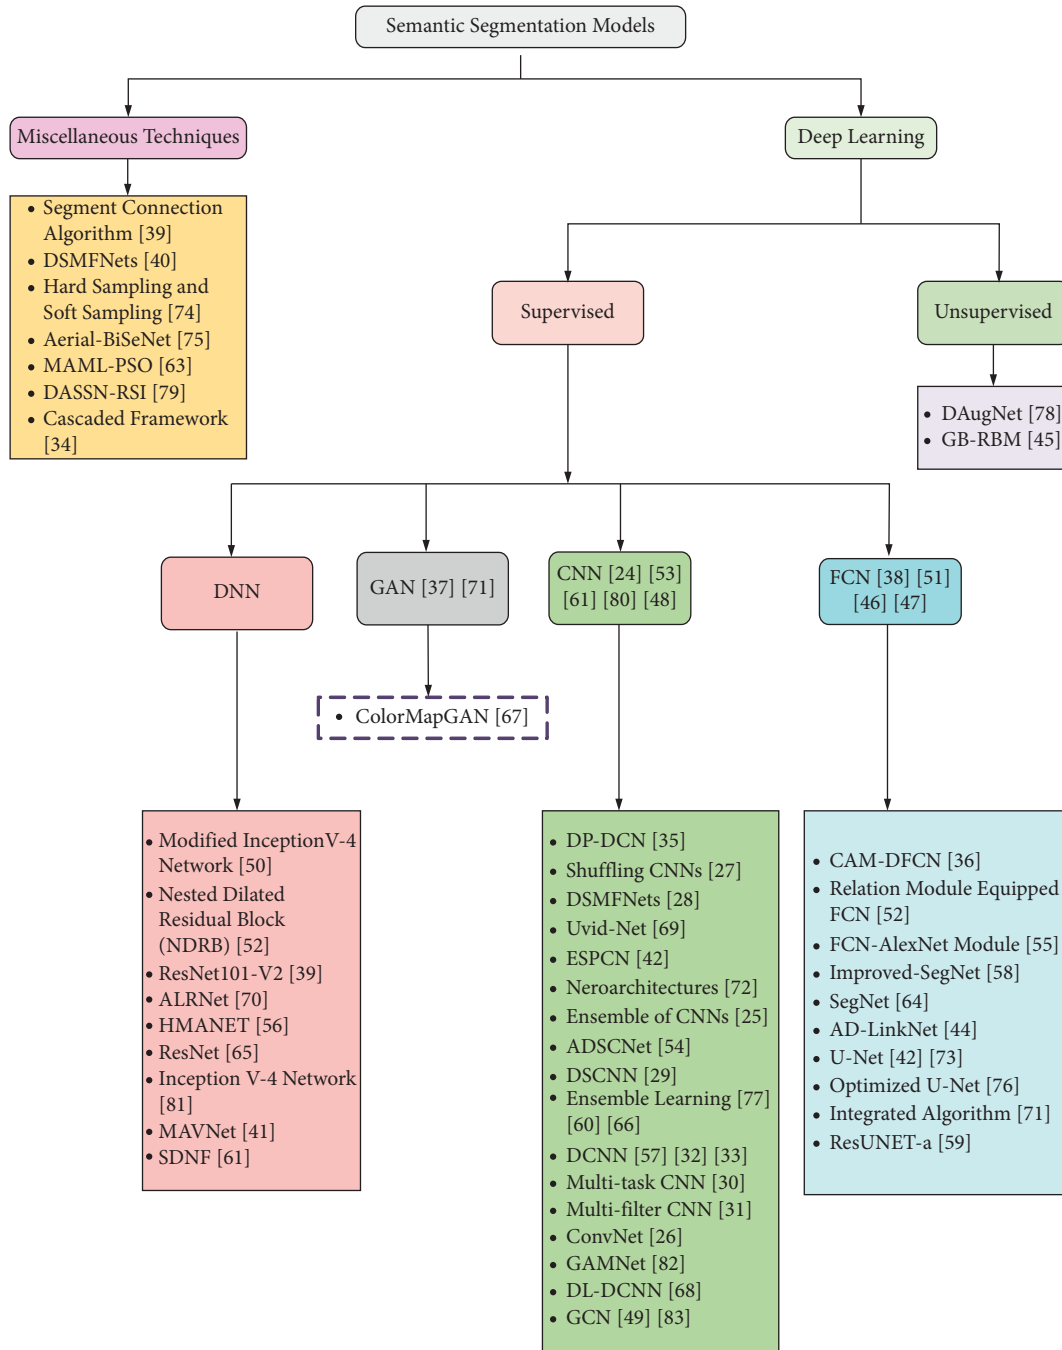 Semantic Segmentation Models
Miscellaneous Techniques
Deep Learning
• Segment Connection
Algorithm [39]
• DSMFNets [40]
• Hard Sampling and
Soft Sampling [74]
• Aerial-BiSeNet [75]
• MAML-PSO [63]
• DASSN-RSI [79]
• Cascaded Framework
[34]
Supervised
Unsupervised
• DAugNet [78]
• GB-RBM [45]
DNN
GAN [37] [71]
CNN [24] [53]
[61] [80] [48]
FCN [38] [51]
[46] [47]
• ColorMapGAN [67]
• Modified InceptionV-4
Network [50]
• Nested Dilated
Residual Block
(NDRB) [52]
• ResNet101-V2 [39]
• ALRNet [70]
• HMANET [56]
• ResNet [65]
• Inception V-4 Network
[81]
• MAVNet [41]
• SDNF [61]
• DP-DCN [35]
• Shuffling CNNs [27]
• DSMFNets [28]
• Uvid-Net [69]
• ESPCN [42]
• Neroarchitectures [72]
• Ensemble of CNNs [25]
• ADSCNet [54]
• DSCNN [29]
• Ensemble Learning [77]
[60] [66]
• DCNN [57] [32] [33]
• Multi-task CNN [30]
• Multi-filter CNN [31]
• ConvNet [26]
• GAMNet [82]
• DL-DCNN [68]
• GCN [49] [83]
• CAM-DFCN [36]
• Relation Module Equipped
FCN [52]
• FCN-AlexNet Module [55]
• Improved-SegNet [58]
• SegNet [64]
• AD-LinkNet [44]
• U-Net [42] [73]
• Optimized U-Net [76]
• Integrated Algorithm [71]
• ResUNET-a [59]